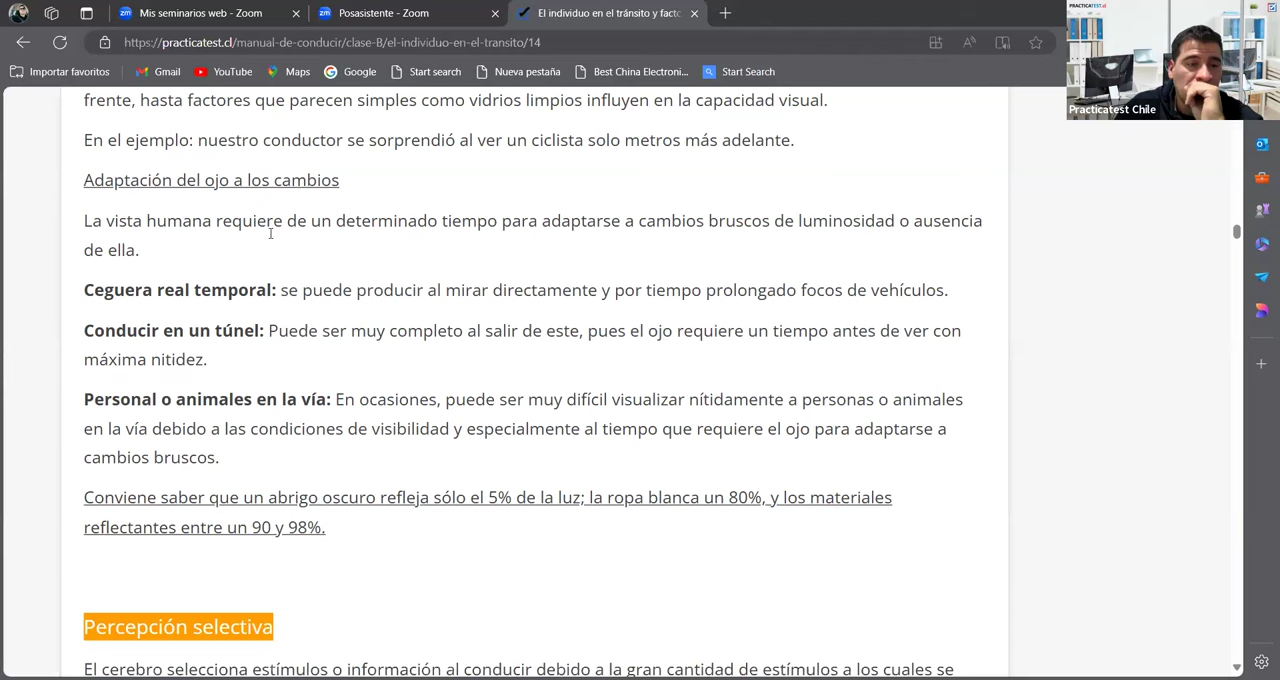 Mis seminarios web - Zoom
Posasistente - Zoom
El individuo en el tránsito y facto
https://practicatest.cl/manual-de-conducir/clase-B/el-individuo-en-el-transito/14
Importar favoritos
Gmail
YouTube
Maps
Google
Start search
Nueva pestaña
Best China Electroni...
Start Search
PRACTICATEST.cl
Practicatest Chile
frente, hasta factores que parecen simples como vidrios limpios influyen en la capacidad visual.
En el ejemplo: nuestro conductor se sorprendió al ver un ciclista solo metros más adelante.
Adaptación del ojo a los cambios
La vista humana requiere de un determinado tiempo para adaptarse a cambios bruscos de luminosidad o ausencia
de ella.
Ceguera real temporal: se puede producir al mirar directamente y por tiempo prolongado focos de vehículos.
Conducir en un túnel: Puede ser muy completo al salir de este, pues el ojo requiere un tiempo antes de ver con
máxima nitidez.
Personal o animales en la vía: En ocasiones, puede ser muy difícil visualizar nítidamente a personas o animales
en la vía debido a las condiciones de visibilidad y especialmente al tiempo que requiere el ojo para adaptarse a
cambios bruscos.
Conviene saber que un abrigo oscuro refleja sólo el 5% de la luz; la ropa blanca un 80%, y los materiales
reflectantes entre un 90 y 98%.
Percepción selectiva
El cerebro selecciona estímulos o información al conducir debido a la gran cantidad de estímulos a los cuales se